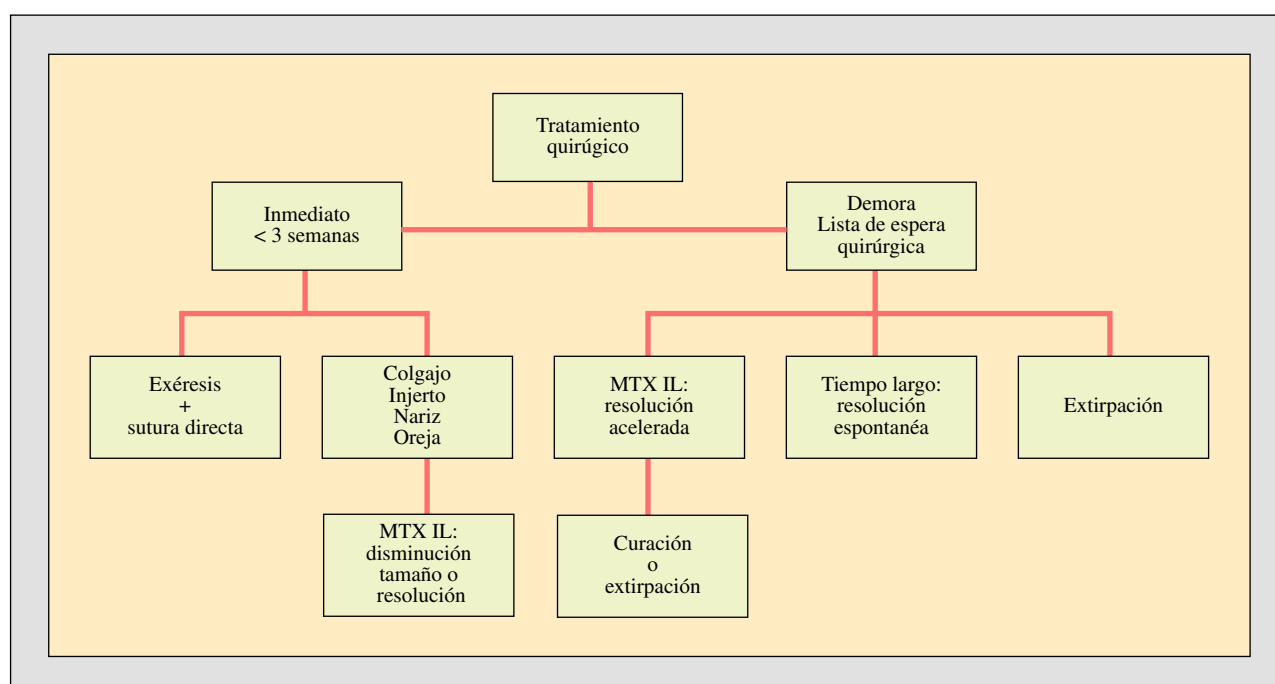 Tratamiento
quirúgico
Inmediato
< 3 semanas
Demora
Lista de espera
quirúrgica
Exéresis
+
sutura directa
Colgajo
Injerto
Nariz
Oreja
MTX IL:
resolución
acelerada
Tiempo largo:
resolución
espontanéa
Extirpación
MTX IL:
disminución
tamaño o
resolución
Curación
o
extirpación